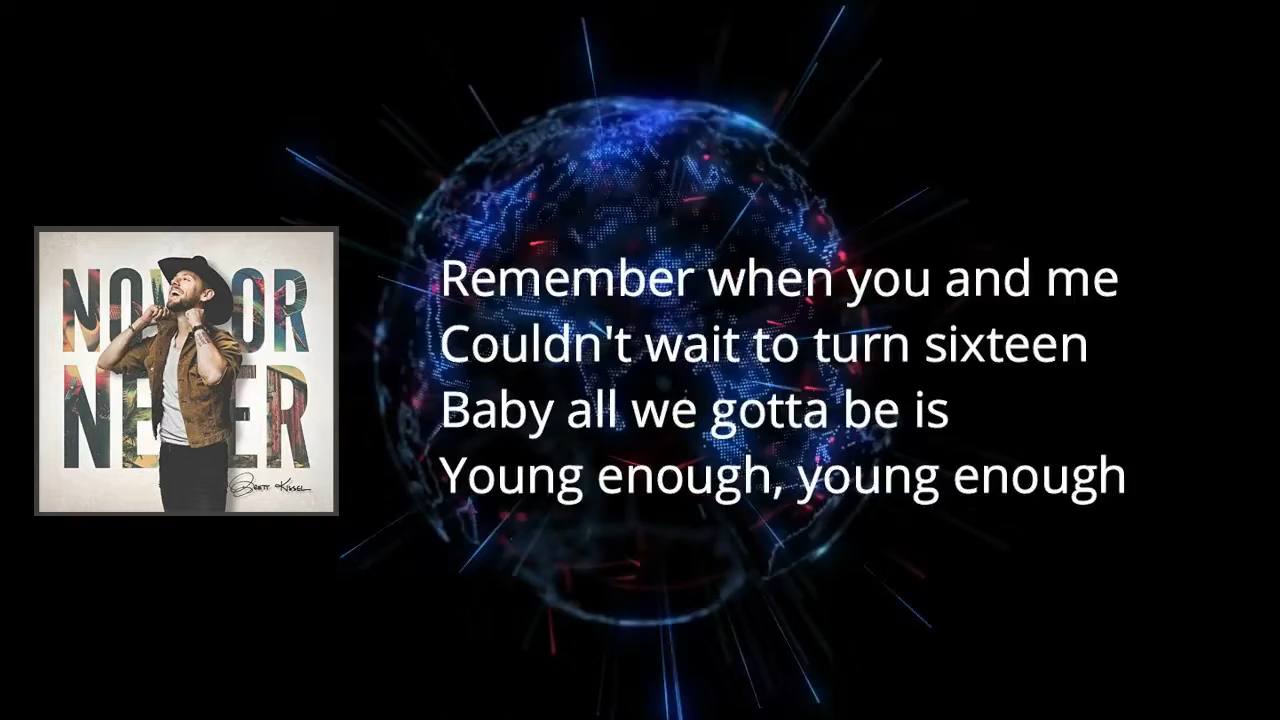 NOW OR
NEVER
Brett Kissel
Remember when you and me
Couldn't wait to turn sixteen
Baby all we gotta be is
Young enough, young enough